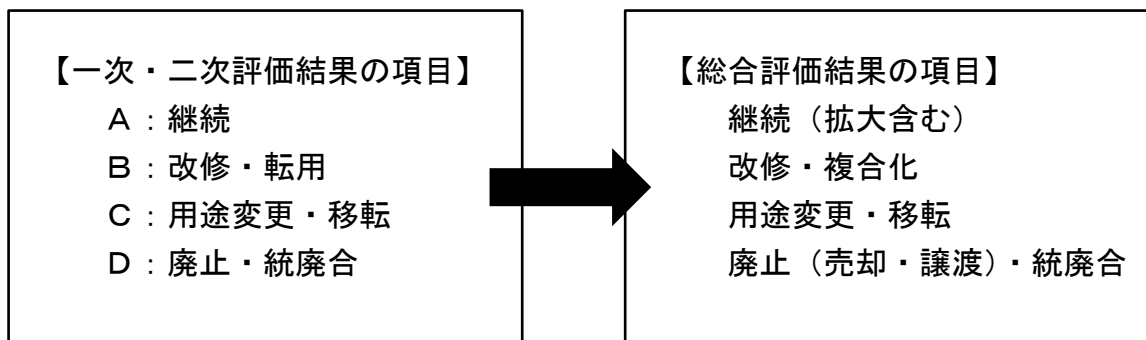 【一次・二次評価結果の項目】
A：継続
B：改修・転用
C：用途変更・移転
D：廃止・統廃合
【総合評価結果の項目】
継続（拡大含む）
改修・複合化
用途変更・移転
廃止（売却・譲渡）・統廃合